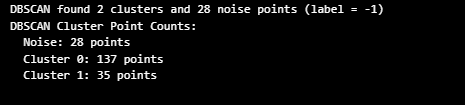 DBSCAN found 2 clusters and 28 noise points (label = -1)
DBSCAN Cluster Point Counts:
Noise: 28 points
Cluster 0: 137 points
Cluster 1: 35 points